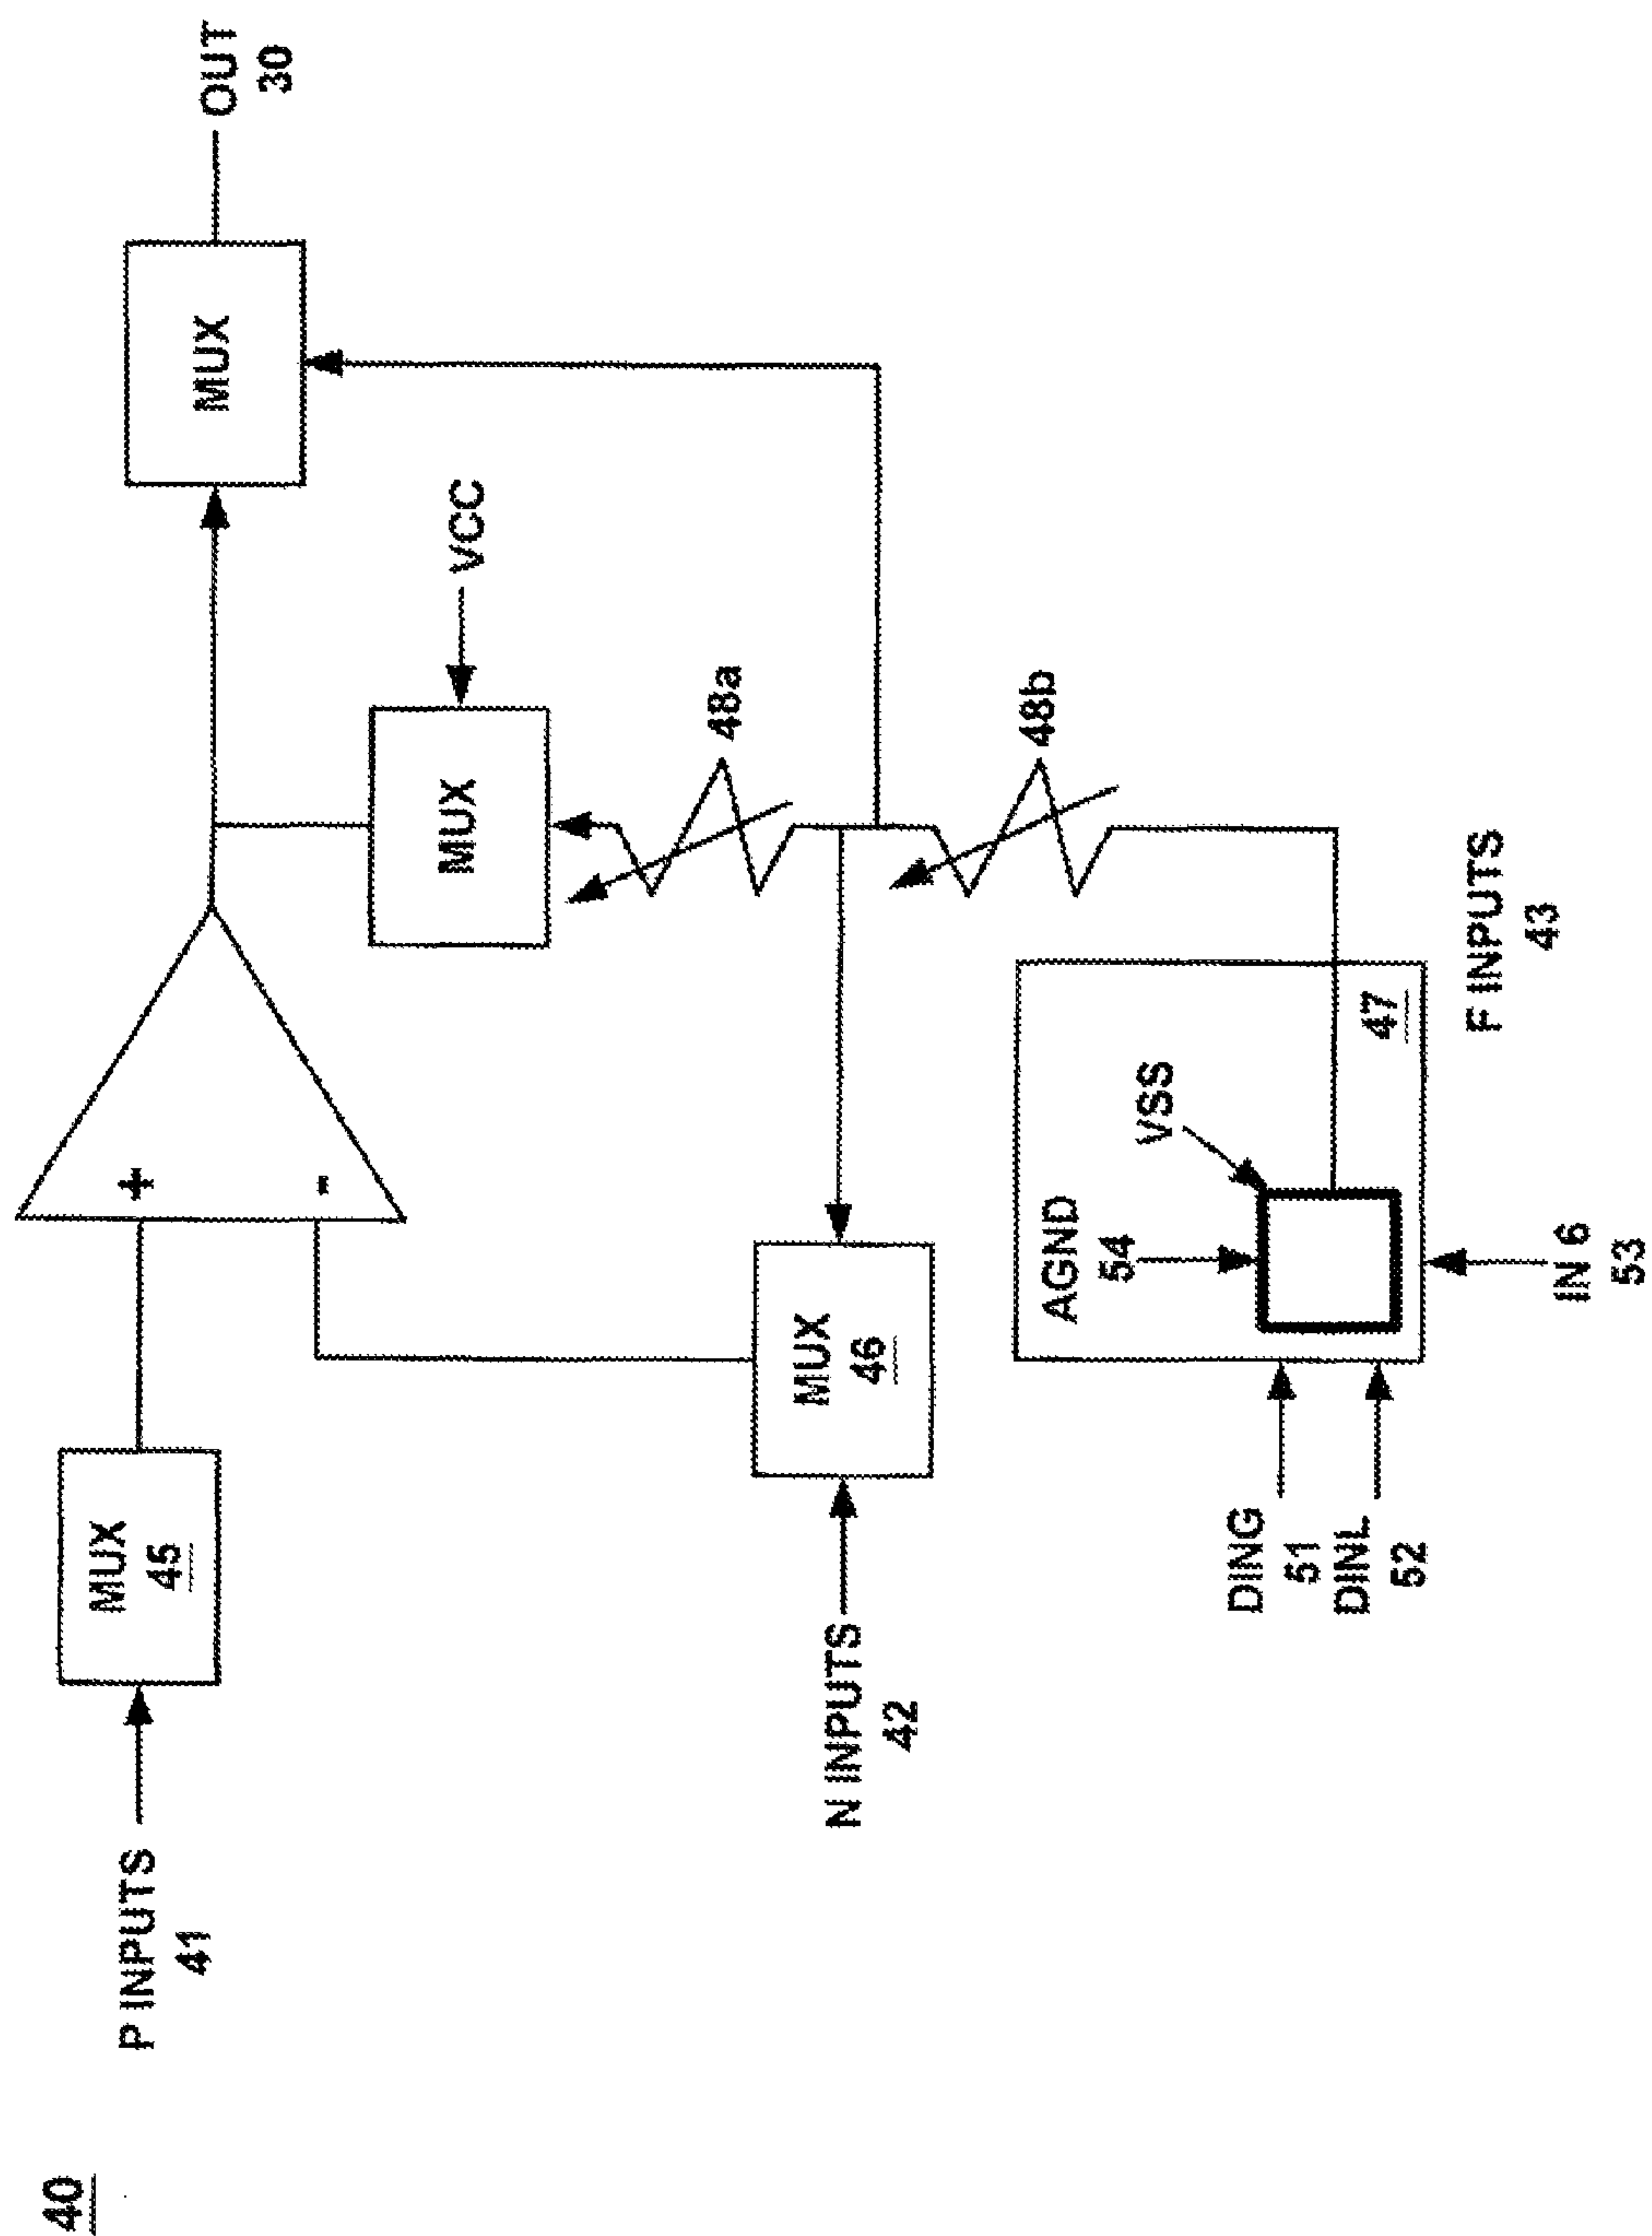 40
P INPUTS
41
MUX
45
+
-
MUX
OUT
30
MUX
VCC
48a
N INPUTS
42
MUX
46
48b
DING
51
DINL
52
AGND
54
VSS
47
IN 6
53
F INPUTS
43